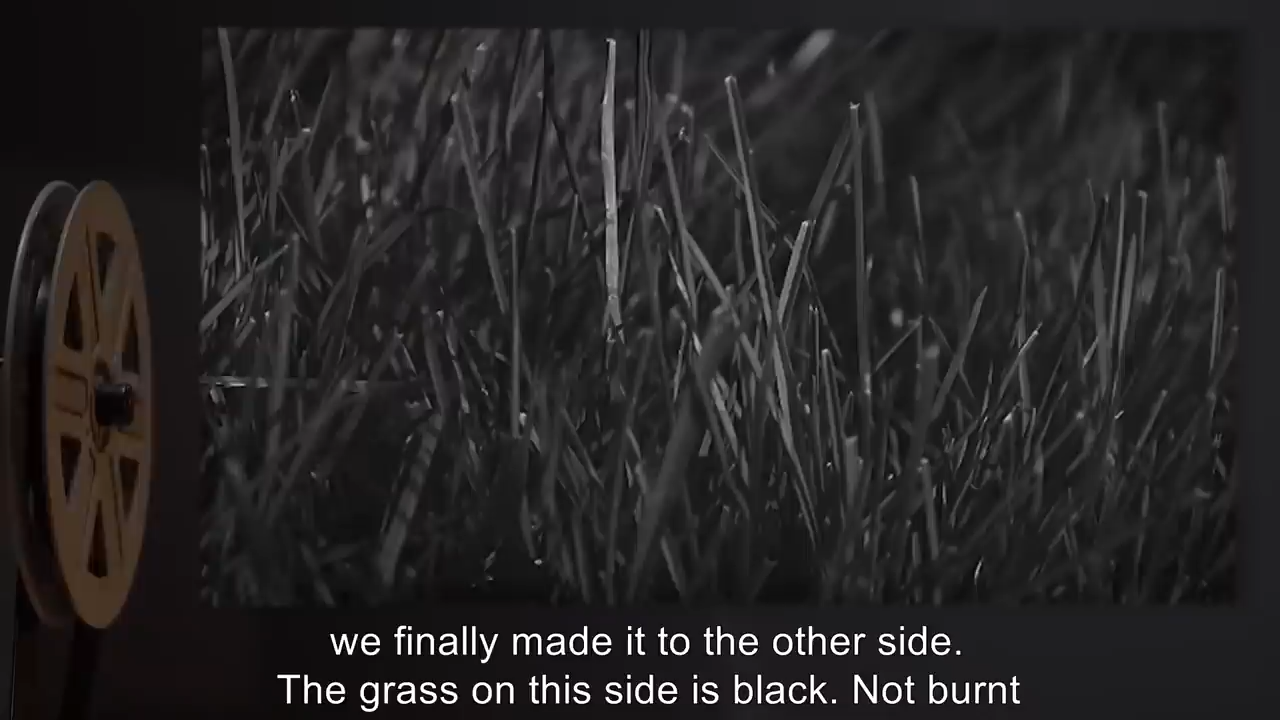 we finally made it to the other side.
The grass on this side is black. Not burnt